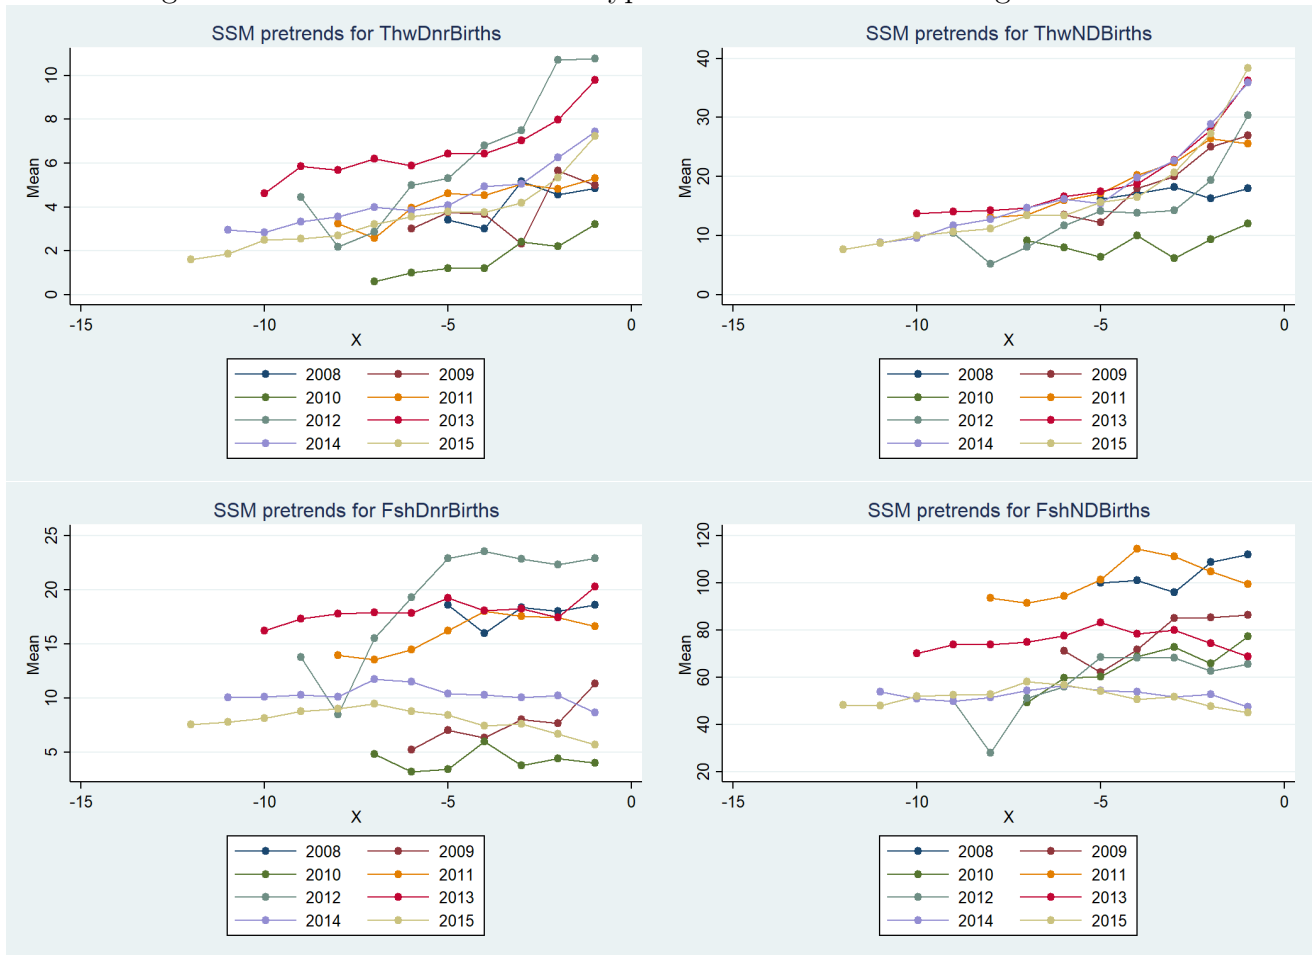 SSM pretrends for ThwDnrBirths
Mean
0 2 4 6 8 10
-15 -10 -5 0
X
2008 2009
2010 2011
2012 2013
2014 2015
SSM pretrends for ThwNDBirths
Mean
0 10 20 30 40
-15 -10 -5 0
X
2008 2009
2010 2011
2012 2013
2014 2015
SSM pretrends for FshDnrBirths
Mean
5 10 15 20 25
-15 -10 -5 0
X
2008 2009
2010 2011
2012 2013
2014 2015
SSM pretrends for FshNDBirths
Mean
20 40 60 80 100 120
-15 -10 -5 0
X
2008 2009
2010 2011
2012 2013
2014 2015